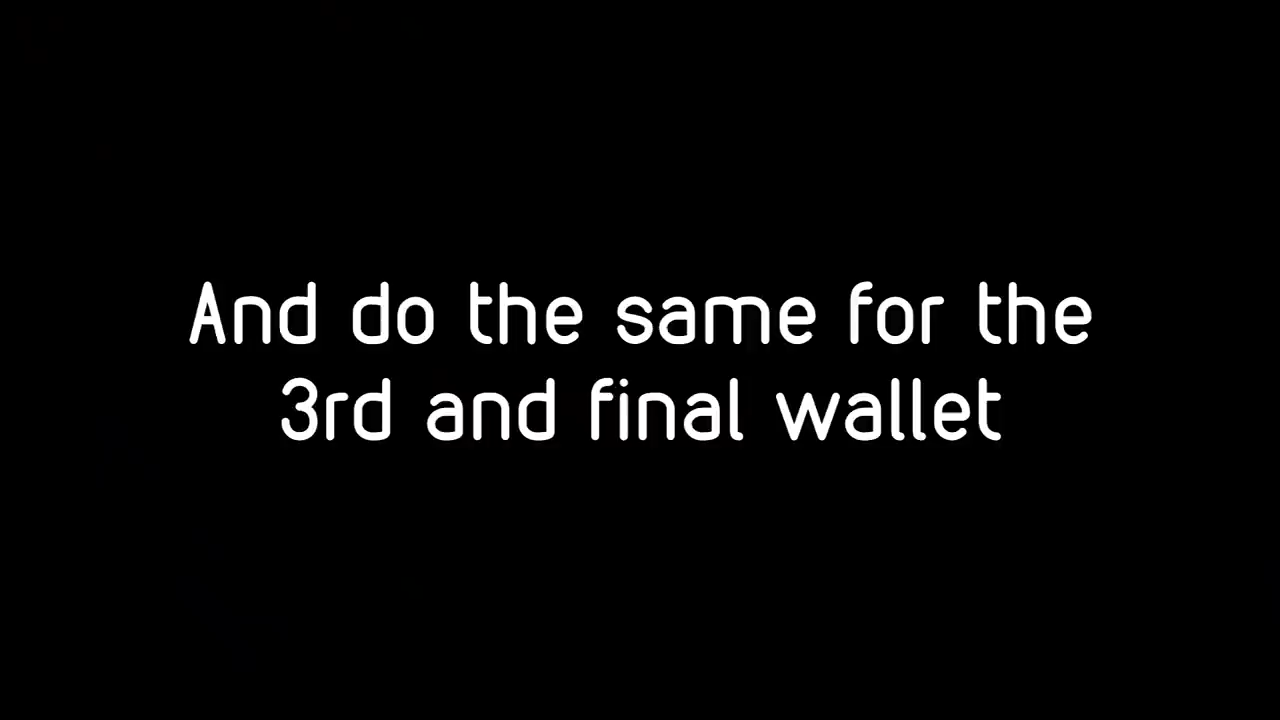 And do the same for the
3rd and final wallet